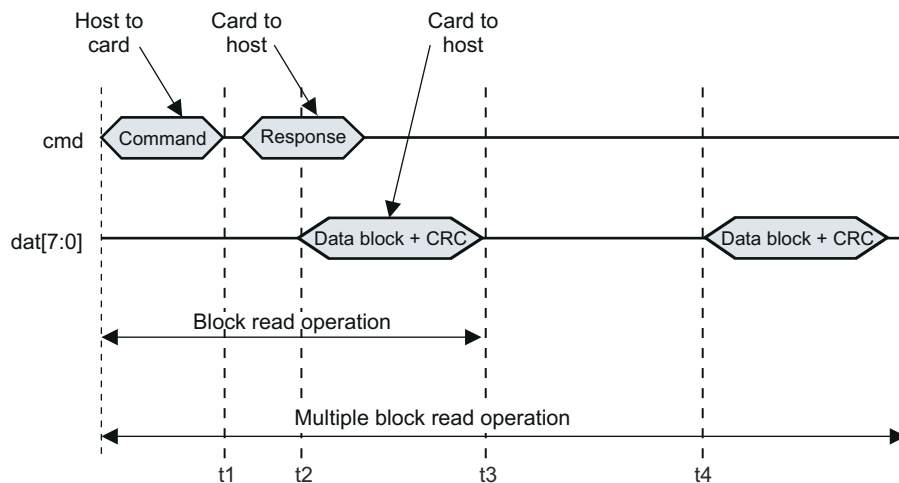 Host to
card
Card to
host
Card to
host
cmd
Command
Response
dat[7:0]
Data block + CRC
Data block + CRC
Block read operation
Multiple block read operation
t1
t2
t3
t4